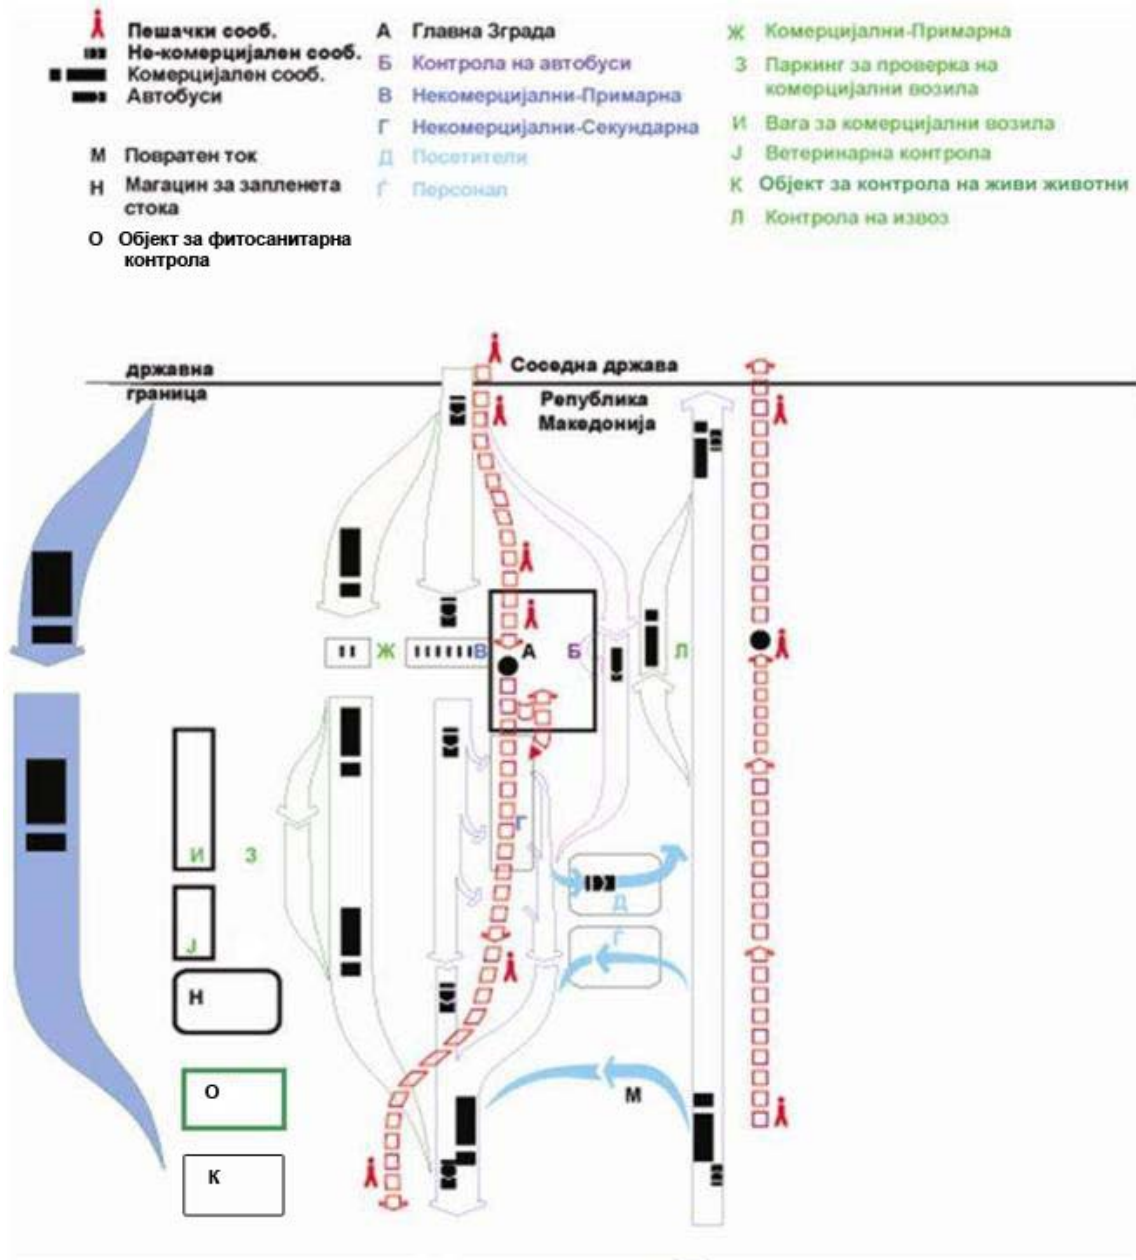 Пешачки сооб.
Не-комерцијален сооб.
Комерцијален сооб.
Автобуси
М Повратен ток
Н Магацин за запленета
стока
О Објект за фитосанитарна
контрола
А Главна Зграда
Б Контрола на автобуси
В Некомерцијални-Примарна
Г Некомерцијални-Секундарна
Д Посетители
Ѓ Персонал
Ж Комерцијални-Примарна
З Паркинг за проверка на
комерцијални возила
И Вага за комерцијални возила
Ј Ветеринарна контрола
К Објект за контрола на живи животни
Л Контрола на извоз
државна
граница
Соседна држава
Република
Македонија
Ж
В
А
Б
Л
Г
И
З
Д
Ѓ
Ј
Н
О
М
К